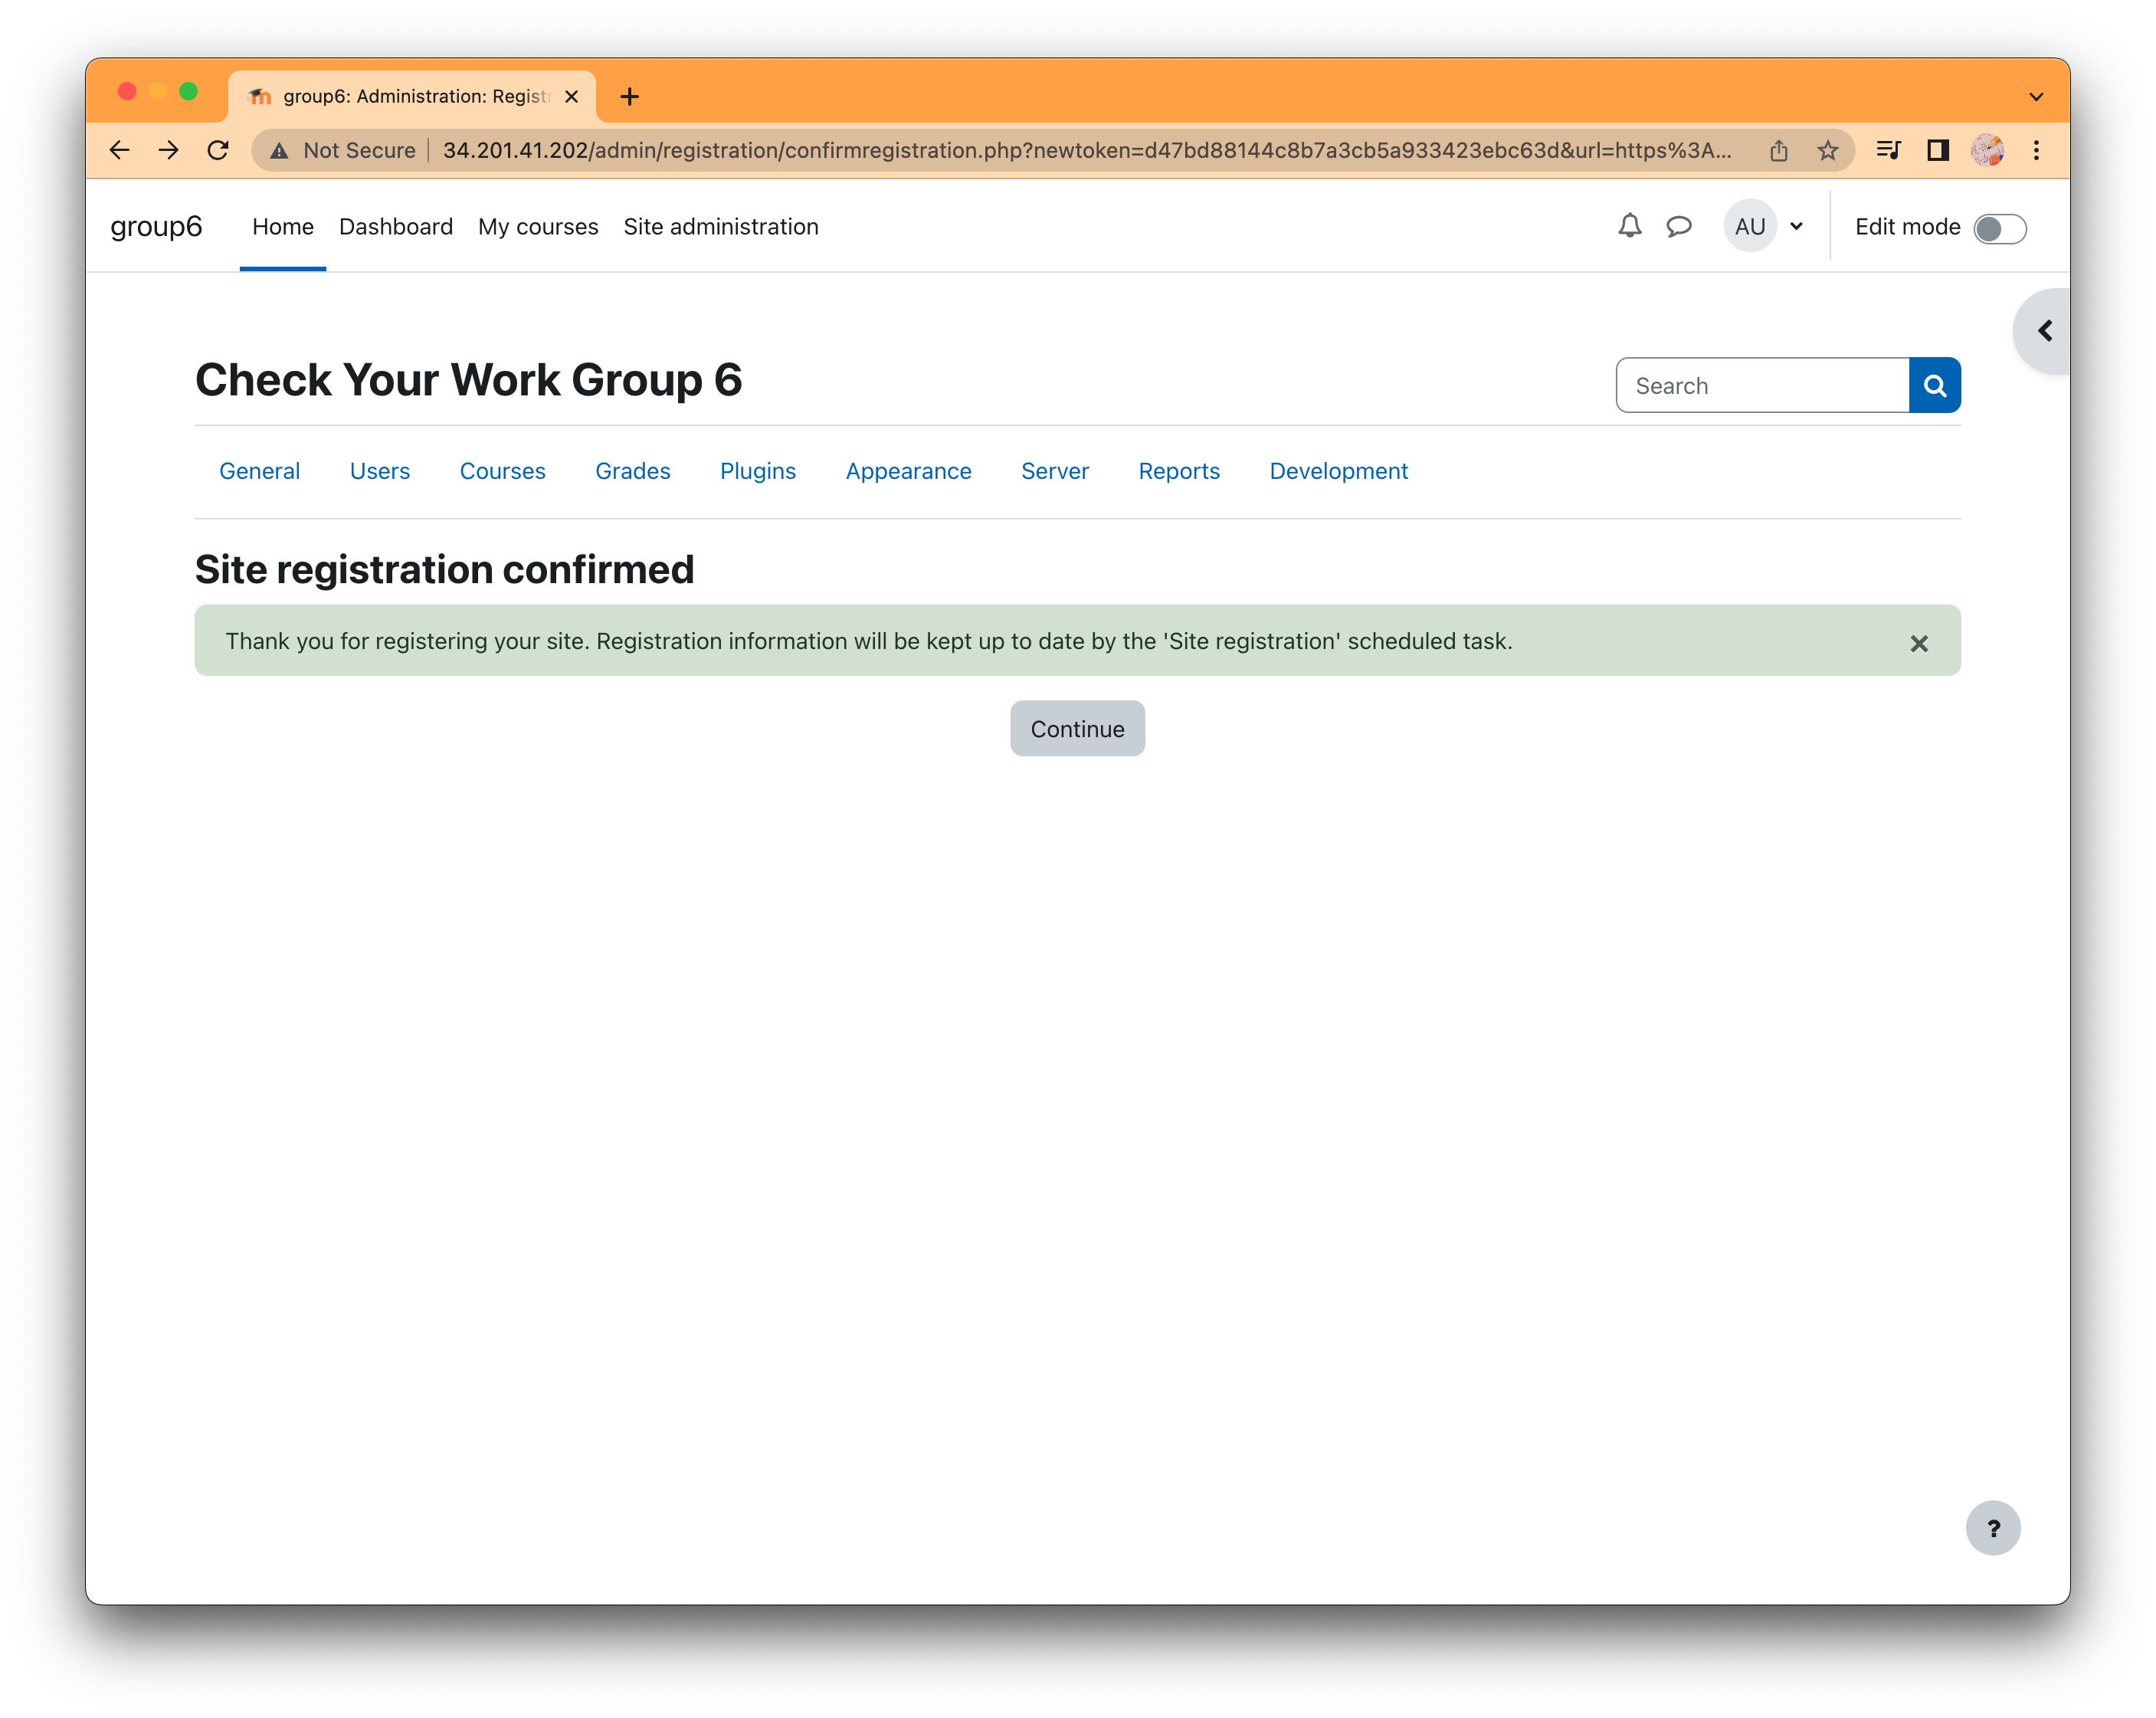 group6: Administration: Regist
Not Secure 34.201.41.202/admin/registration/confirmregistration.php?newtoken=d47bd88144c8b7a3cb5a933423ebc63d&url=https%3A...
group6 Home Dashboard My courses Site administration AU Edit mode
Check Your Work Group 6
Search
General Users Courses Grades Plugins Appearance Server Reports Development
Site registration confirmed
Thank you for registering your site. Registration information will be kept up to date by the 'Site registration' scheduled task.
Continue
?